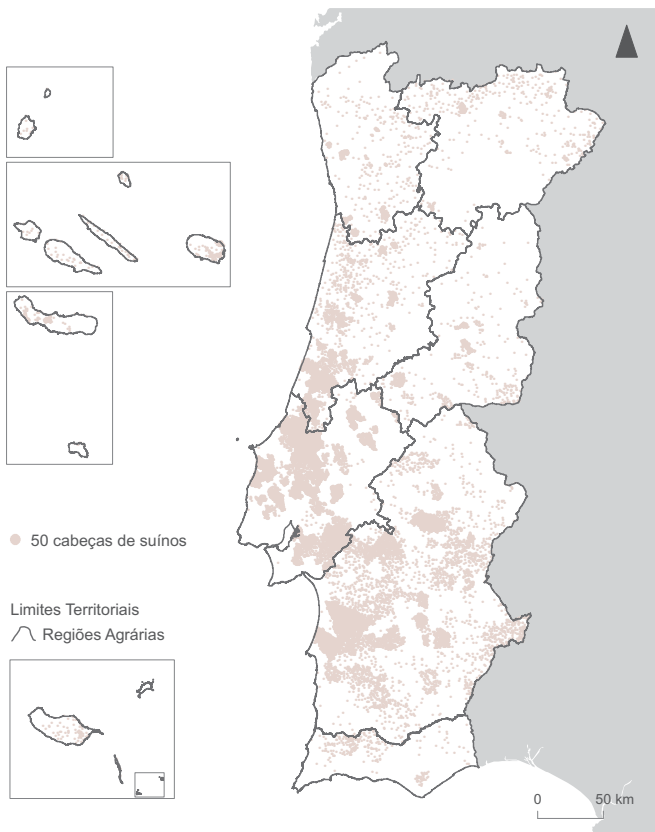 50 cabeças de suínos
Limites Territoriais
Regiões Agrárias
0 50 km